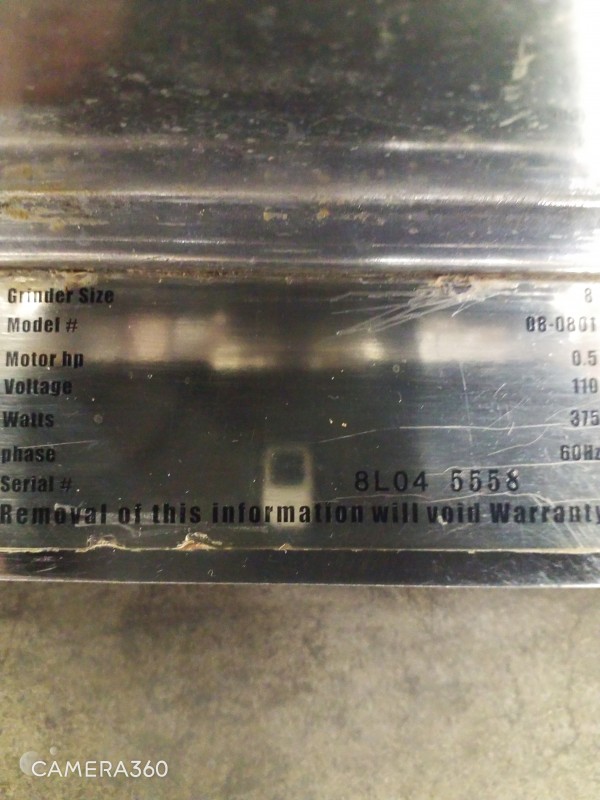 Grinder Size 8
Model # 08-0801
Motor hp 0.5
Voltage 110
Watts 375
phase 60Hz
Serial # 8L04 5558
Removal of this information will void Warranty
CAMERA360